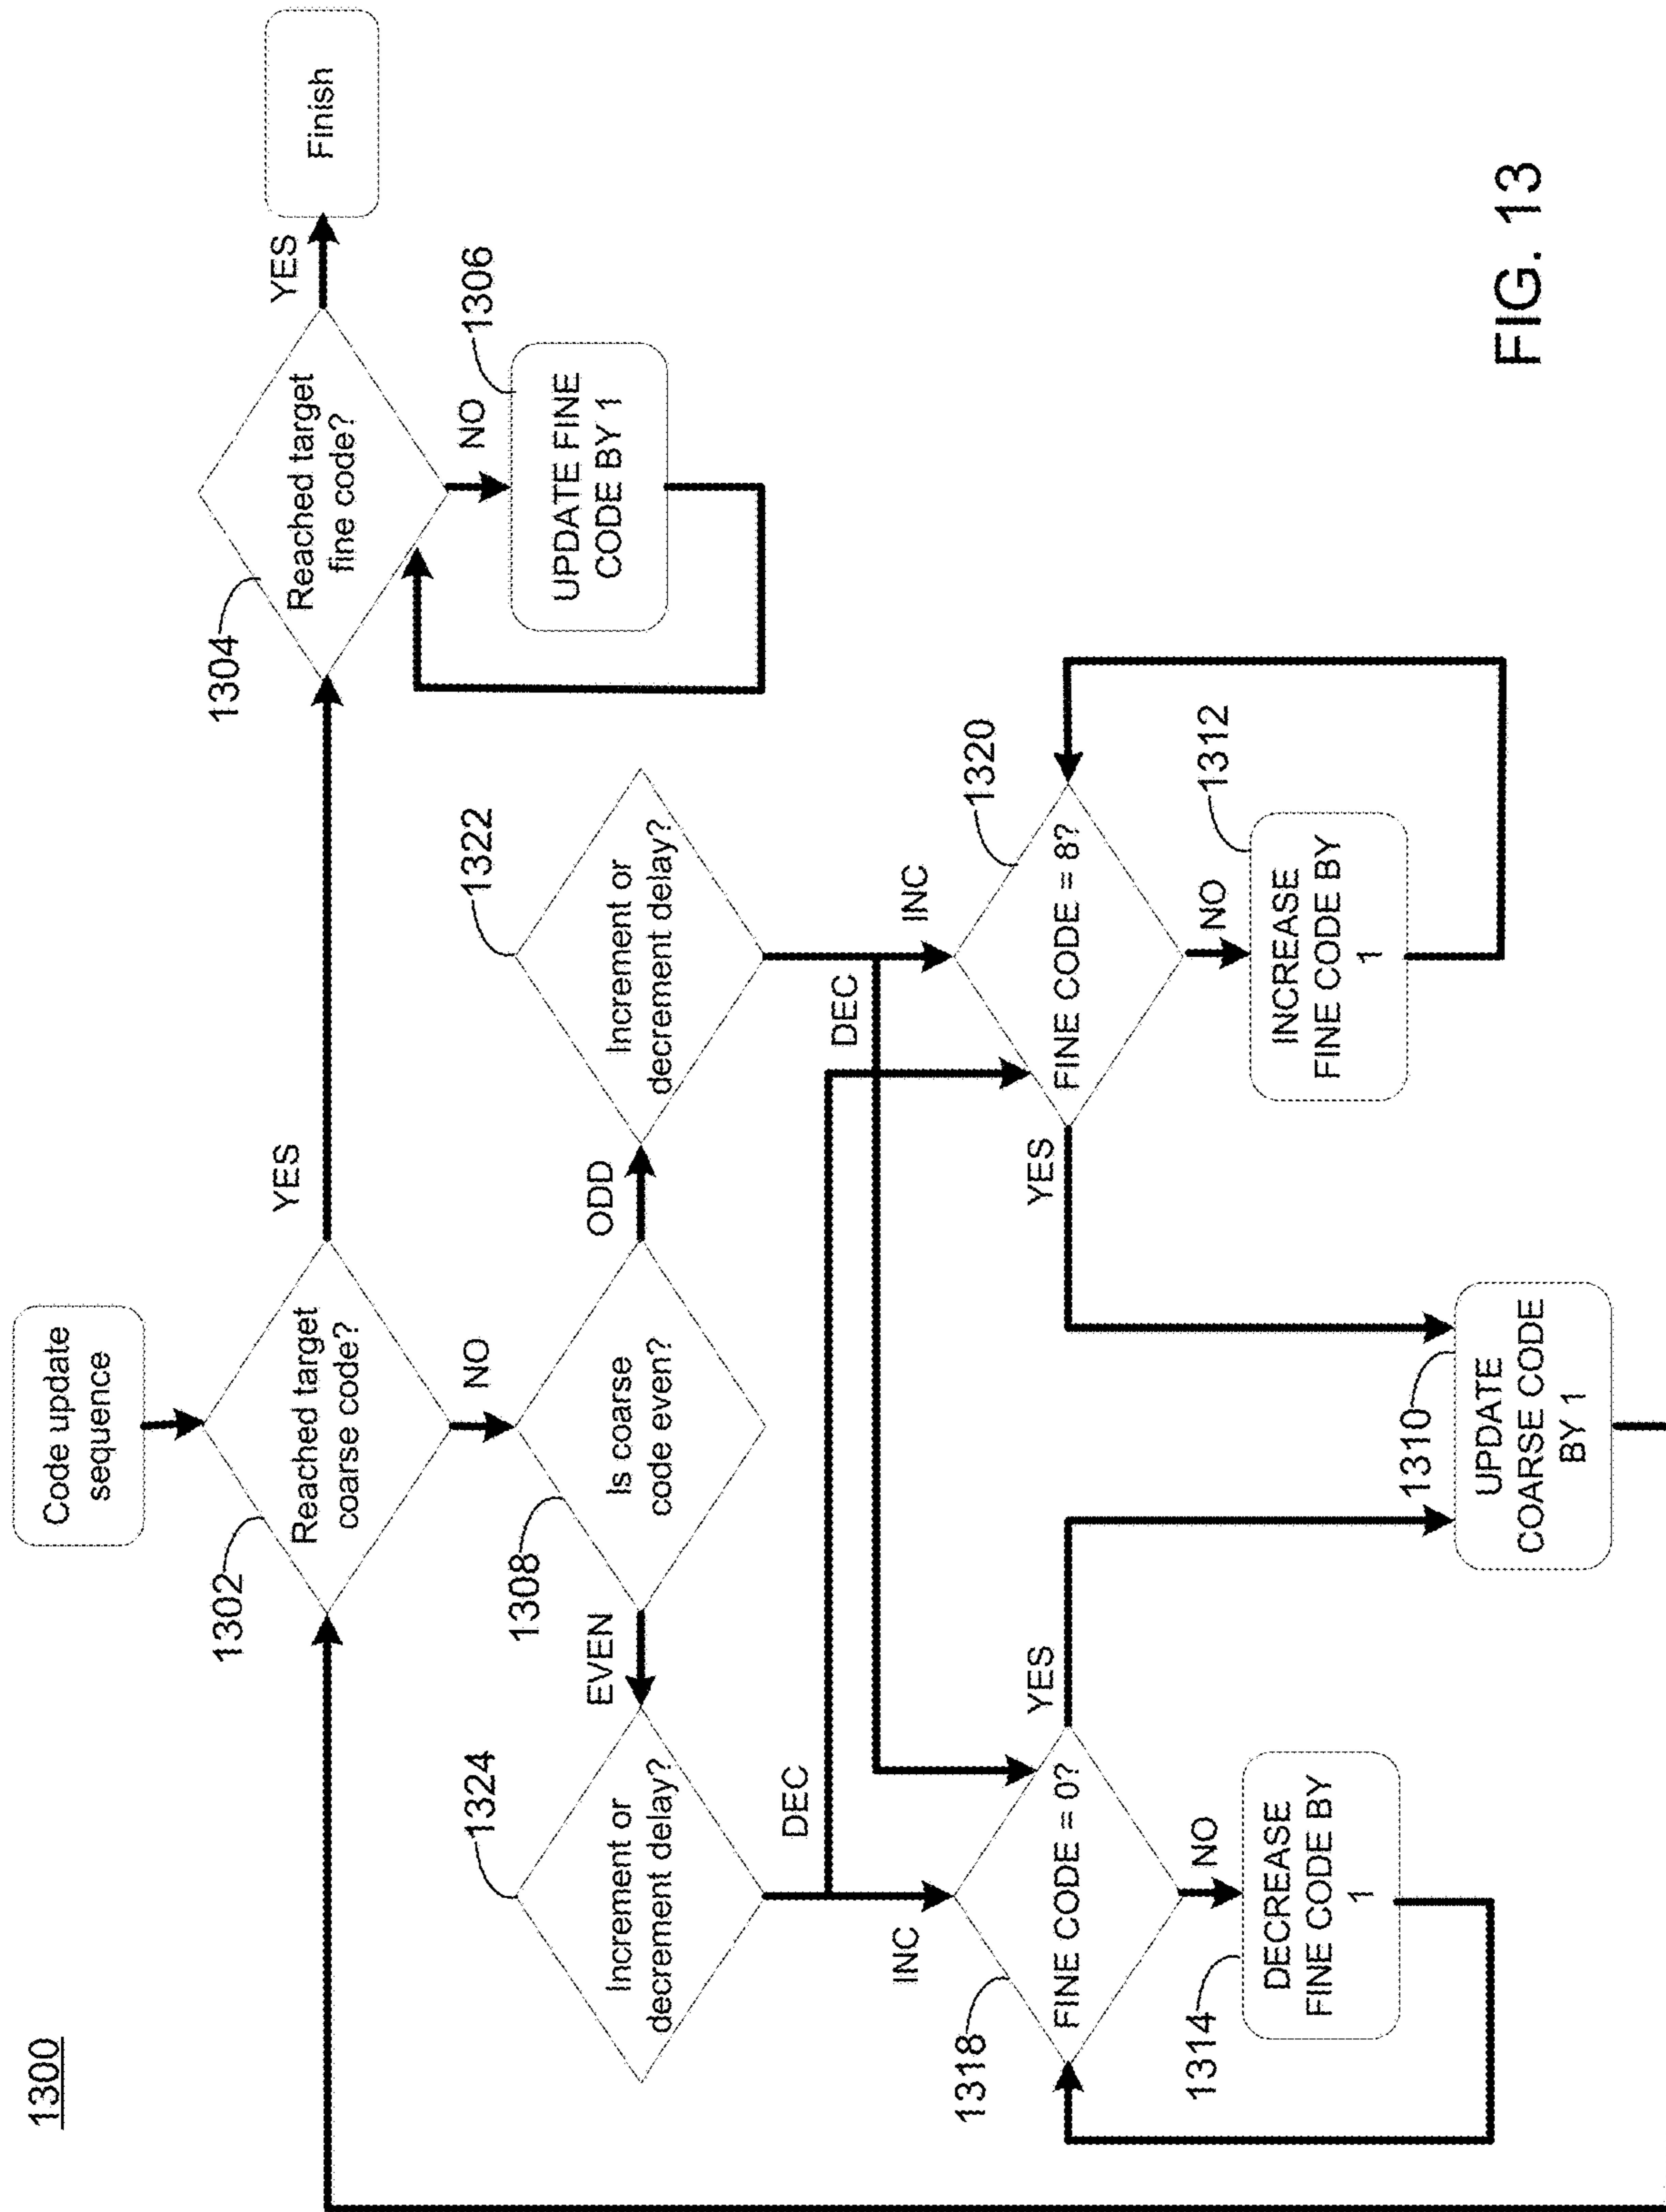 1300
Code update
sequence
1302
Reached target
coarse code?
YES
1304
Reached target
fine code?
YES
Finish
NO
1306
UPDATE FINE
CODE BY 1
NO
1308
Is coarse
code even?
EVEN
ODD
1324
Increment or
decrement delay?
1322
Increment or
decrement delay?
DEC
INC
DEC
INC
1318
FINE CODE = 0?
YES
1320
FINE CODE = 8?
YES
NO
1314
DECREASE
FINE CODE BY
1
NO
1312
INCREASE
FINE CODE BY
1
1310
UPDATE
COARSE CODE
BY 1
FIG. 13